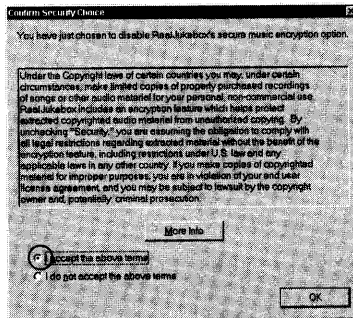 Confirm Security Choice
You have just chosen to disable RealJukebox's secure music encryption option.
Under the Copyright laws of certain countries you may, under certain
circumstances, make limited copies of properly purchased recordings
of songs or other audio material for your personal, non-commercial use.
RealJukebox includes an encryption feature which helps protect
extracted copyrighted audio material from unauthorized copying. By
unchecking "Security," you are assuming the obligation to comply with
all legal restrictions regarding extracted material without the benefit of the
encryption feature, including restrictions under U.S. law and any
applicable laws in any other county. If you make copies of copyrighted
material for improper purposes, you are in violation of your end user
license agreement, and you may be subject to lawsuit by the copyright
owner and, potentially, criminal prosecution.
More Info
I accept the above terms
I do not accept the above terms
OK